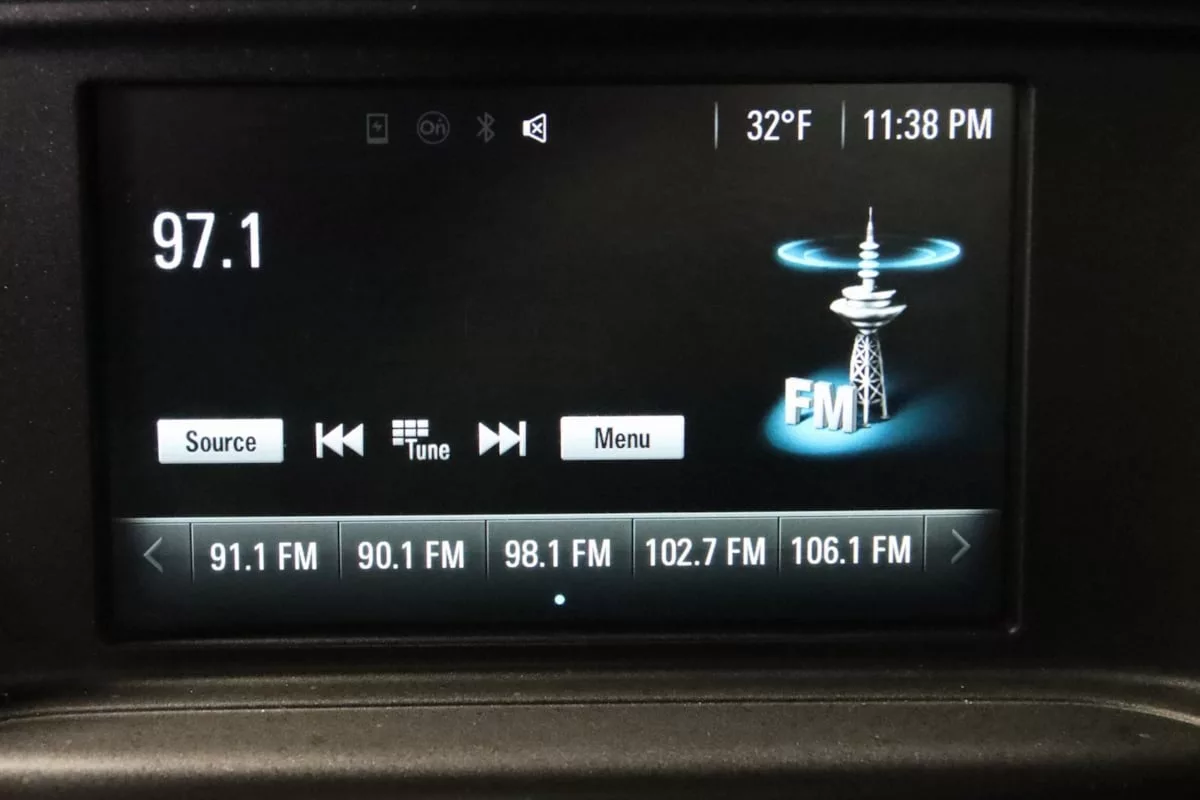 On
32°F
11:38 PM
97.1
FM
Source
Tune
Menu
91.1 FM
90.1 FM
98.1 FM
102.7 FM
106.1 FM